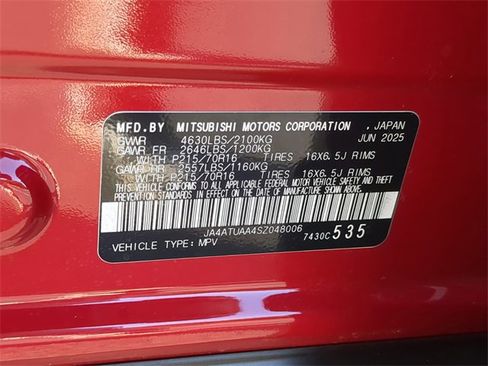 MFD.BY MITSUBISHI MOTORS CORPORATION , JAPAN
GVWR 4630LBS/2100KG JUN 2025
GAWR FR 2646LBS/1200KG
WITH P215/70R16 TIRES 16X6.5J RIMS
GAWR RR 2557LBS/1160KG
WITH P215/70R16 TIRES 16X6.5J RIMS
THIS VEHICLE CONFORMS TO ALL APPLICABLE
FEDERAL MOTOR VEHICLE SAFETY, BUMPER, AND THEFT
PREVENTION STANDARDS IN EFFECT ON THE DATE OF
MANUFACTURE SHOWN ABOVE.
JA4ATUAA4SZ048006
VEHICLE TYPE: MPV 7430C 535